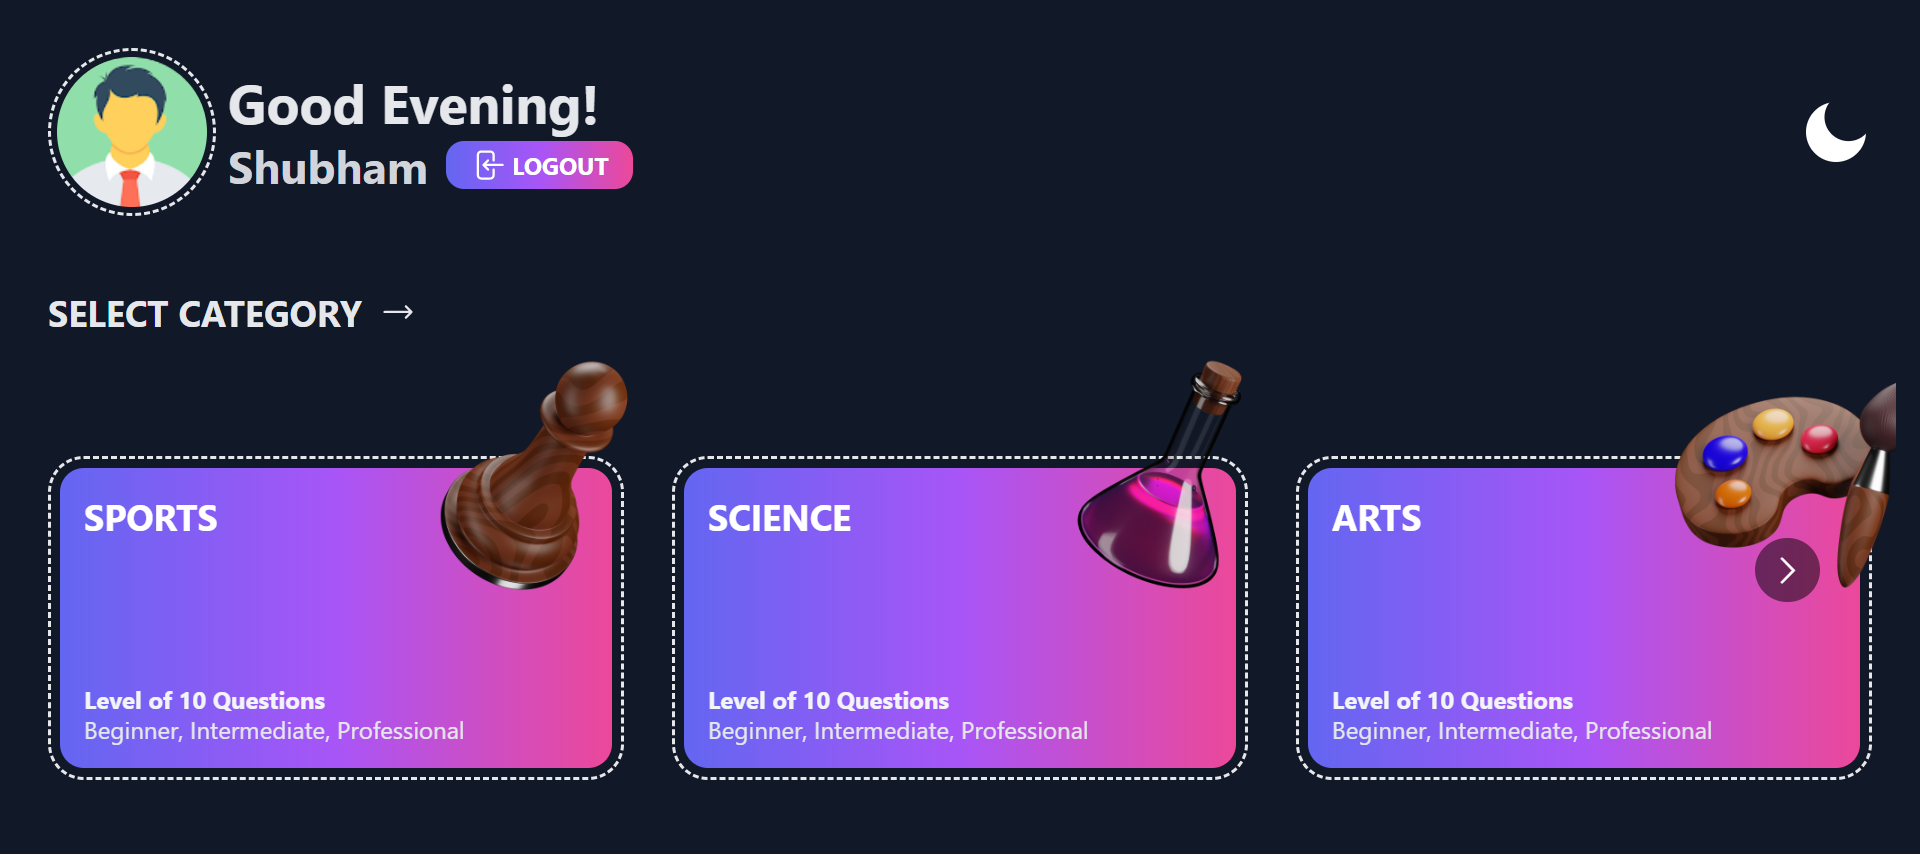 Good Evening!
Shubham
LOGOUT
SELECT CATEGORY
SPORTS
Level of 10 Questions
Beginner, Intermediate, Professional
SCIENCE
Level of 10 Questions
Beginner, Intermediate, Professional
ARTS
Level of 10 Questions
Beginner, Intermediate, Professional